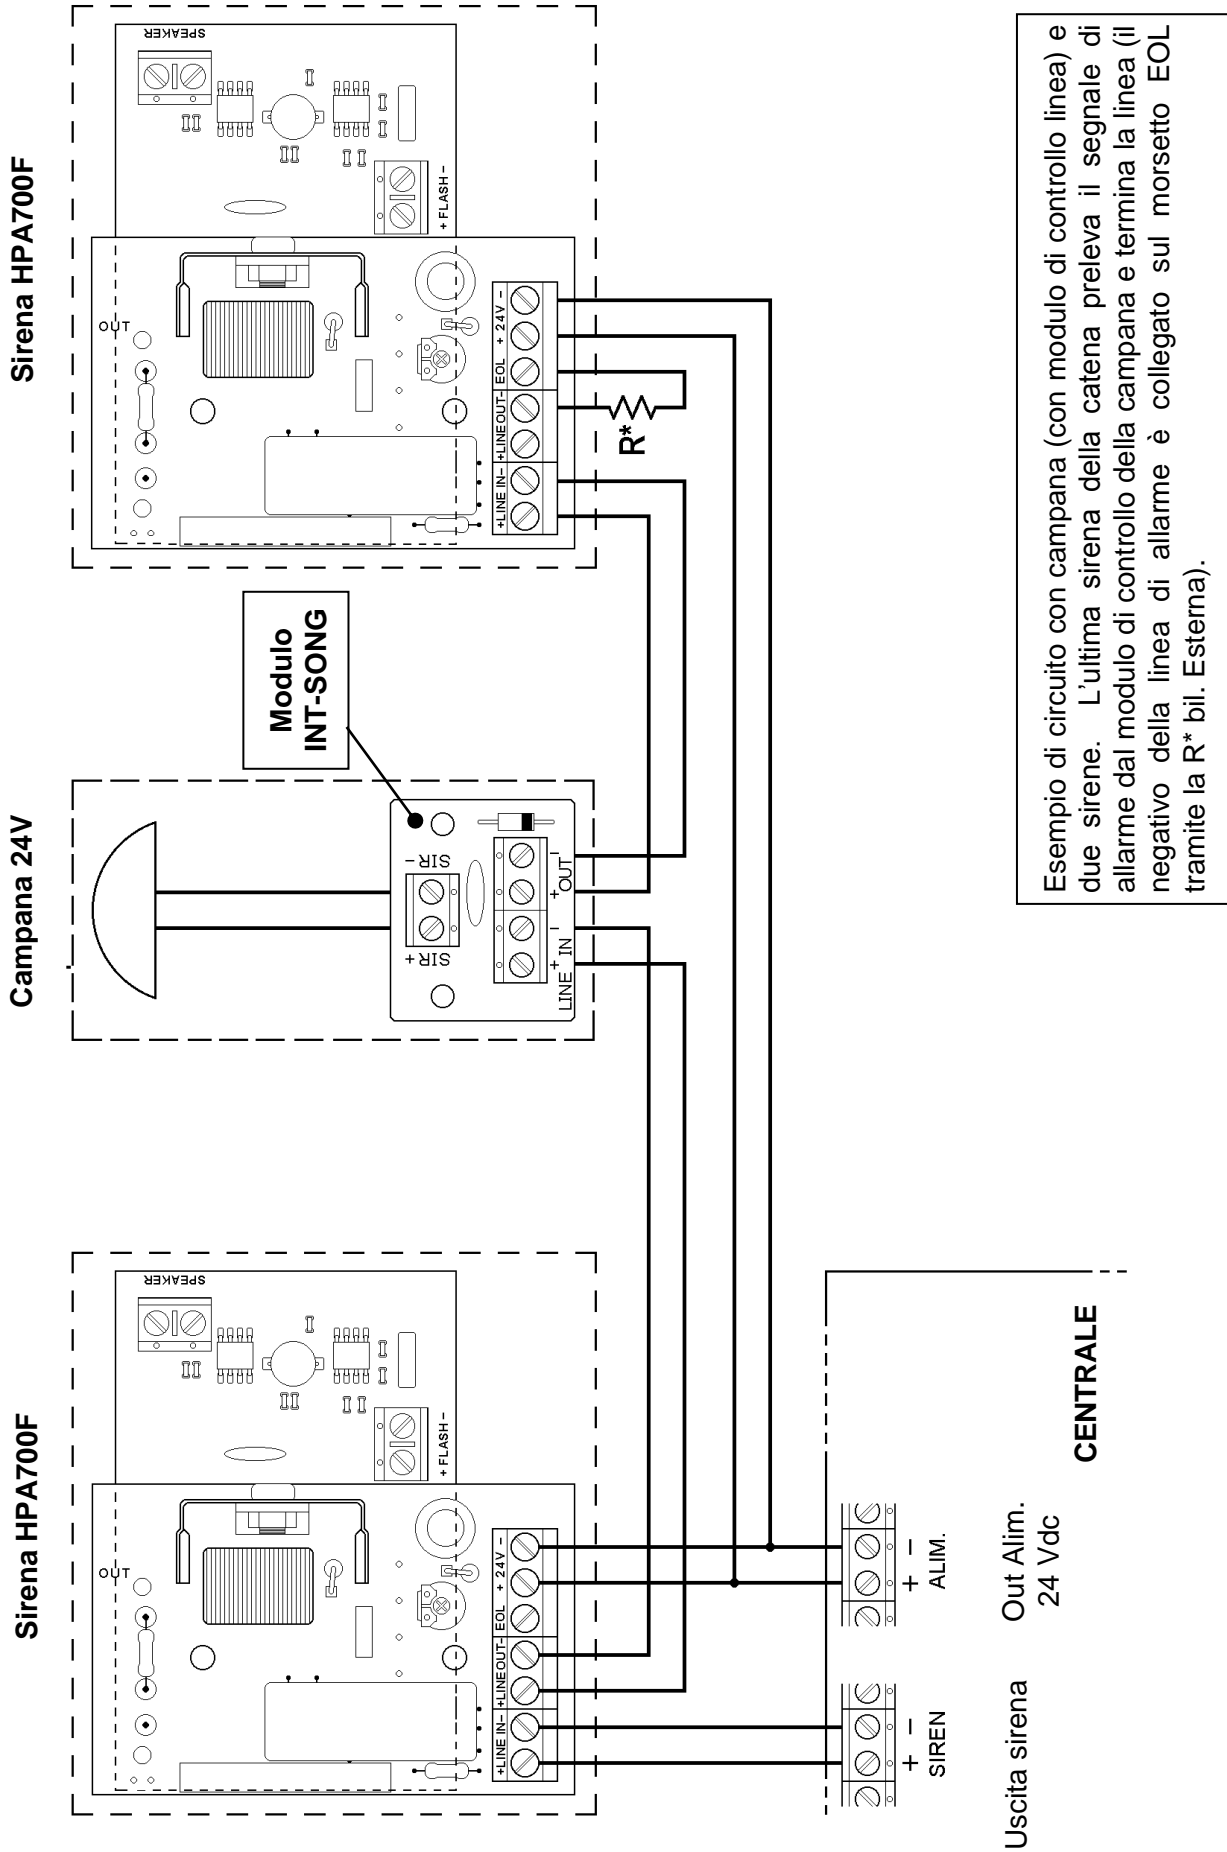 Sirena HPA700F
Campana 24V
Sirena HPA700F
SPEAKER
OUT
+ FLASH -
+LINE IN-
+LINE OUT-
EOL
+ 24V -
Modulo
INT-SONG
SIR+
SIR-
LINE IN
+ -
OUT
+ -
SPEAKER
OUT
+ FLASH -
+LINE IN-
+LINE OUT-
EOL
+ 24V -
R*
+ -
SIREN
+ -
ALIM.
Uscita sirena
Out Alim.
24 Vdc
CENTRALE
Esempio di circuito con campana (con modulo di controllo linea) e
due sirene. L'ultima sirena della catena preleva il segnale di
allarme dal modulo di controllo della campana e termina la linea (il
negativo della linea di allarme è collegato sul morsetto EOL
tramite la R* bil. Esterna).